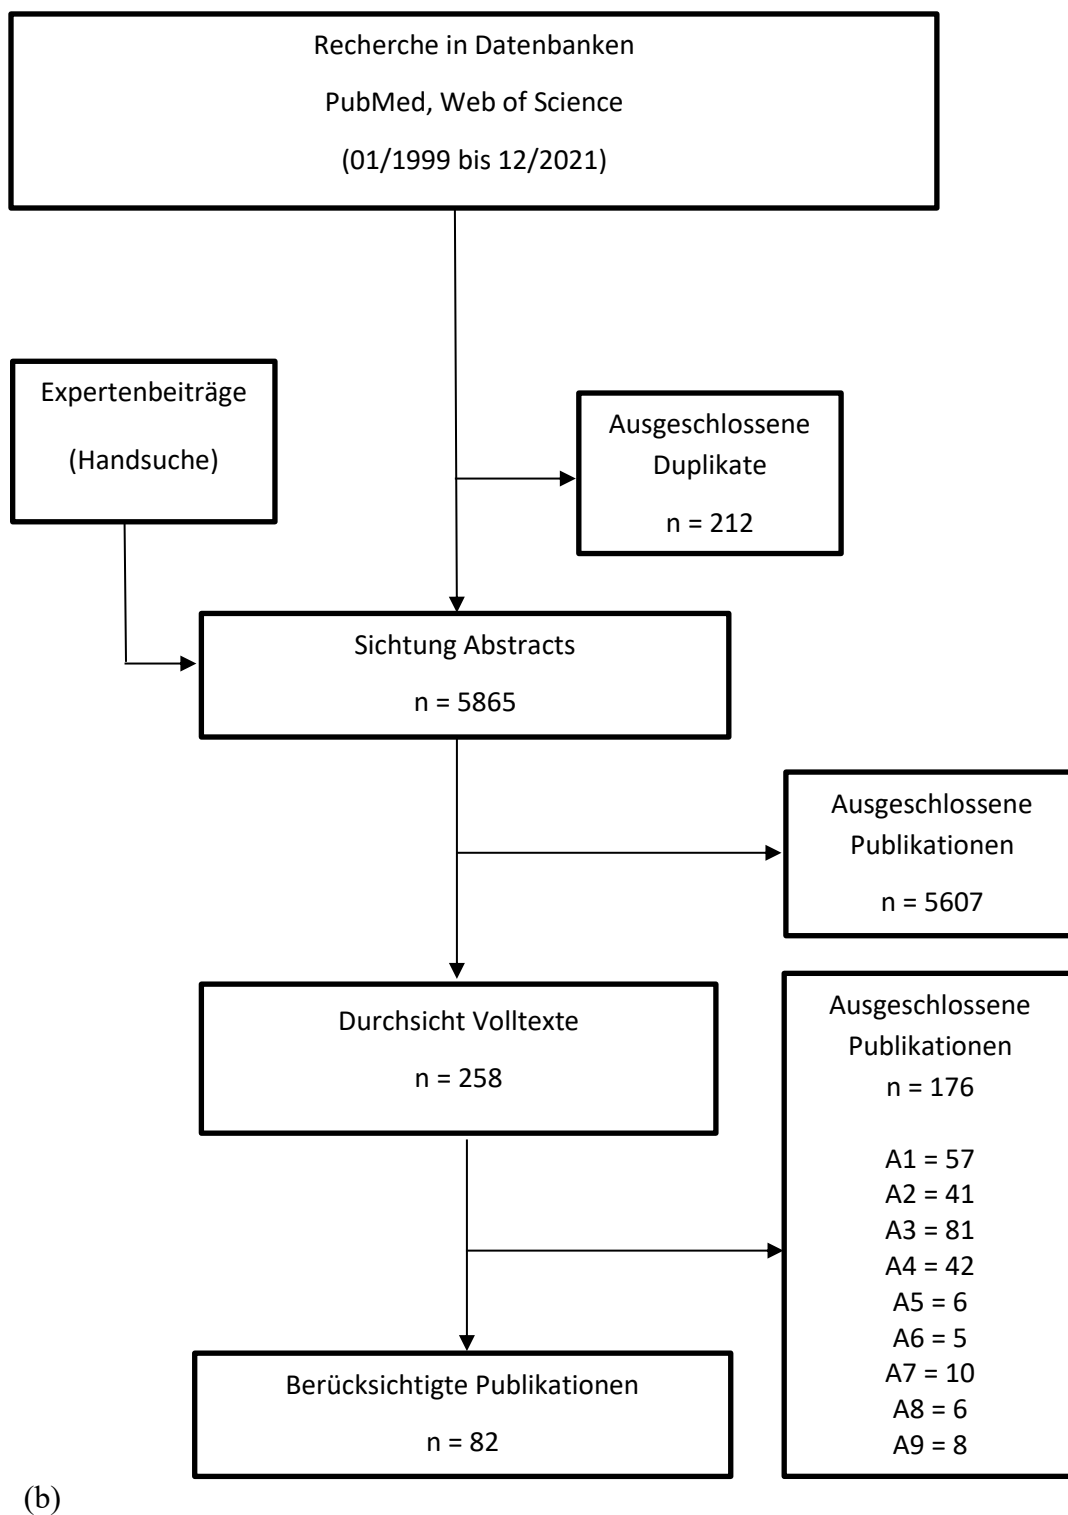 Recherche in Datenbanken
PubMed, Web of Science
(01/1999 bis 12/2021)
Expertenbeiträge
(Handsuche)
Ausgeschlossene
Duplikate
n = 212
Sichtung Abstracts
n = 5865
Ausgeschlossene
Publikationen
n = 5607
Durchsicht Volltexte
n = 258
Ausgeschlossene
Publikationen
n = 176
A1 = 57
A2 = 41
A3 = 81
A4 = 42
A5 = 6
A6 = 5
A7 = 10
A8 = 6
A9 = 8
Berücksichtigte Publikationen
n = 82
(b)